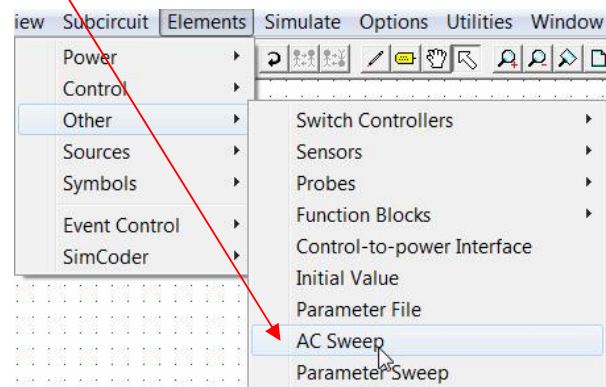 iew Subcircuit Elements Simulate Options Utilities Window
Power
Control
Other
Sources
Symbols
Event Control
SimCoder
Switch Controllers
Sensors
Probes
Function Blocks
Control-to-power Interface
Initial Value
Parameter File
AC Sweep
Parameter Sweep